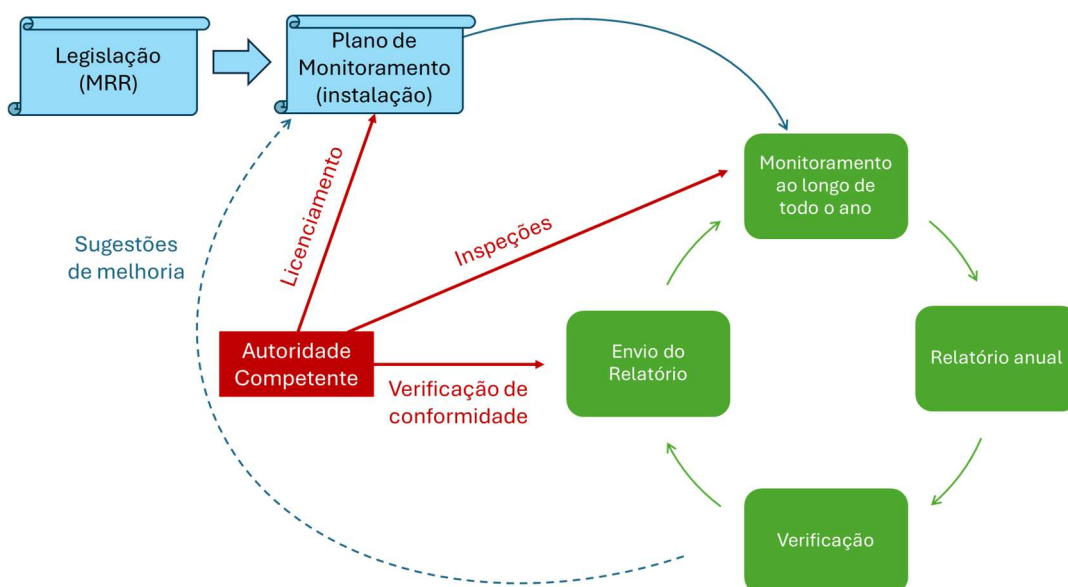 Legislação
(MRR)
Plano de
Monitoramento
(instalação)
Monitoramento
ao longo de
todo o ano
Sugestões
de melhoria
Licenciamento
Inspeções
Autoridade
Competente
Verificação de
conformidade
Envio do
Relatório
Relatório anual
Verificação